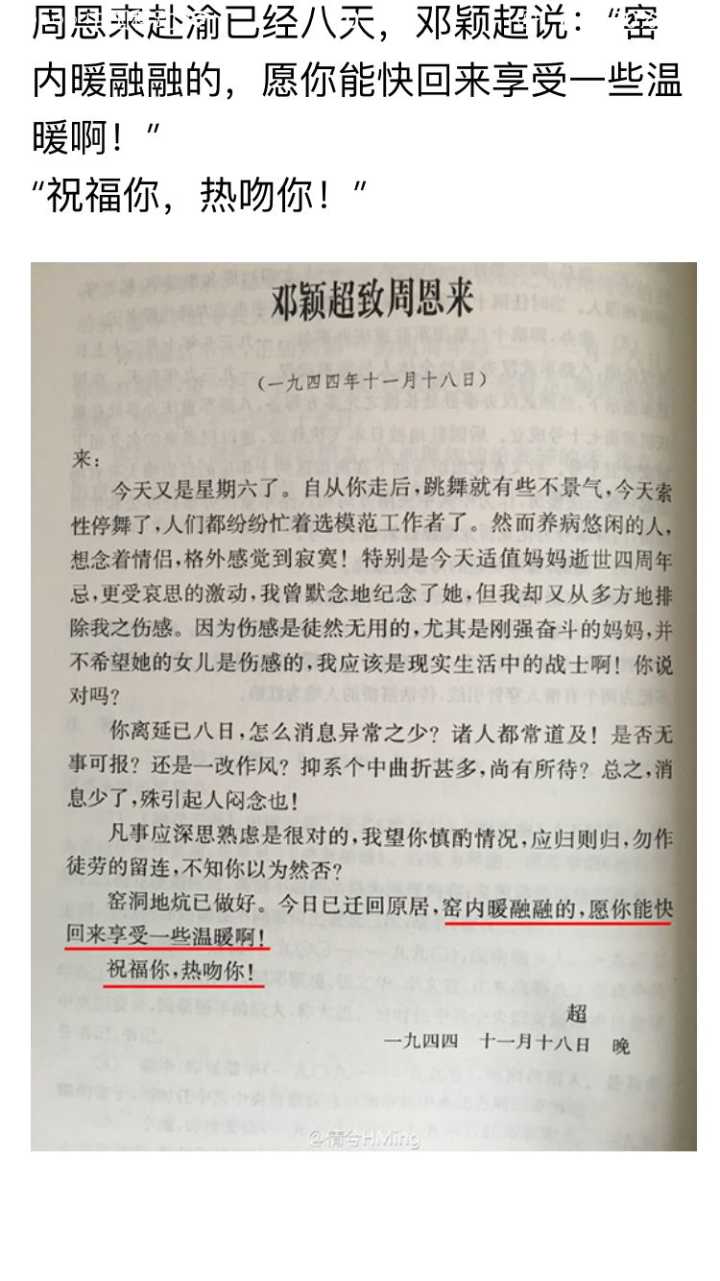 周恩来赴渝已经八天，邓颖超说：“窑
内暖融融的，愿你能快回来享受一些温
暖啊！”
“祝福你，热吻你！”
邓颖超致周恩来
（一九四四年十一月十八日）
来：
今天又是星期六了。自从你走后，跳舞就有些不景气，今天索
性停舞了，人们都纷纷忙着选模范工作者了。然而养病悠闲的人，
想念着情侣，格外感觉到寂寞！特别是今天适值妈妈逝世四周年
忌，更受哀思的激动，我曾默念地纪念了她，但我却又从多方地排
除我之伤感。因为伤感是徒然无用的，尤其是刚强奋斗的妈妈，并
不希望她的女儿是伤感的，我应该是现实生活中的战士啊！你说
对吗？
你离延已八日，怎么消息异常之少？诸人都常道及！是否无
事可报？还是一改作风？抑系个中曲折甚多，尚有所待？总之，消
息少了，殊引起人闷念也！
凡事应深思熟虑是很对的，我望你慎酌情况，应归则归，勿作
徒劳的留连，不知你以为然否？
窑洞地炕已做好。今日已迁回原居，窑内暖融融的，愿你能快
回来享受一些温暖啊！
祝福你，热吻你！
超
一九四四　十一月十八日　晚
@情兮HMing